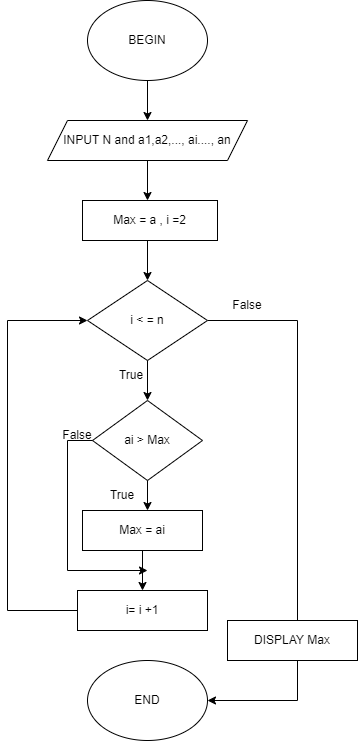 BEGIN
INPUT N and a1,a2,..., ai...., an
Max = a , i =2
i < = n
False
True
ai > Max
False
True
Max = ai
i= i +1
DISPLAY Max
END